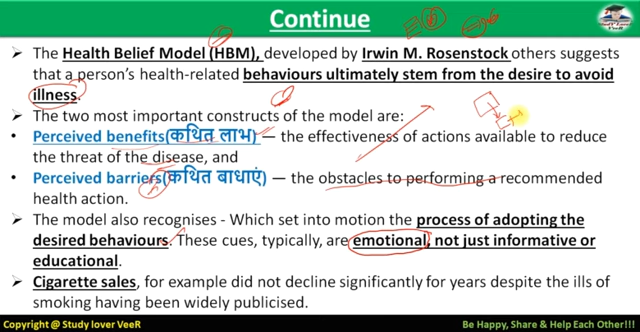 Continue
The Health Belief Model (HBM), developed by Irwin M. Rosenstock others suggests
that a person's health-related behaviours ultimately stem from the desire to avoid
illness.
The two most important constructs of the model are:
• Perceived benefits(कथित लाभ) — the effectiveness of actions available to reduce
the threat of the disease, and
• Perceived barriers(कथित बाधाएं) — the obstacles to performing a recommended
health action.
The model also recognises - Which set into motion the process of adopting the
desired behaviours. These cues, typically, are emotional, not just informative or
educational.
Cigarette sales, for example did not decline significantly for years despite the ills of
smoking having been widely publicised.
Copyright @ Study lover VeeR
Be Happy, Share & Help Each Other!!!